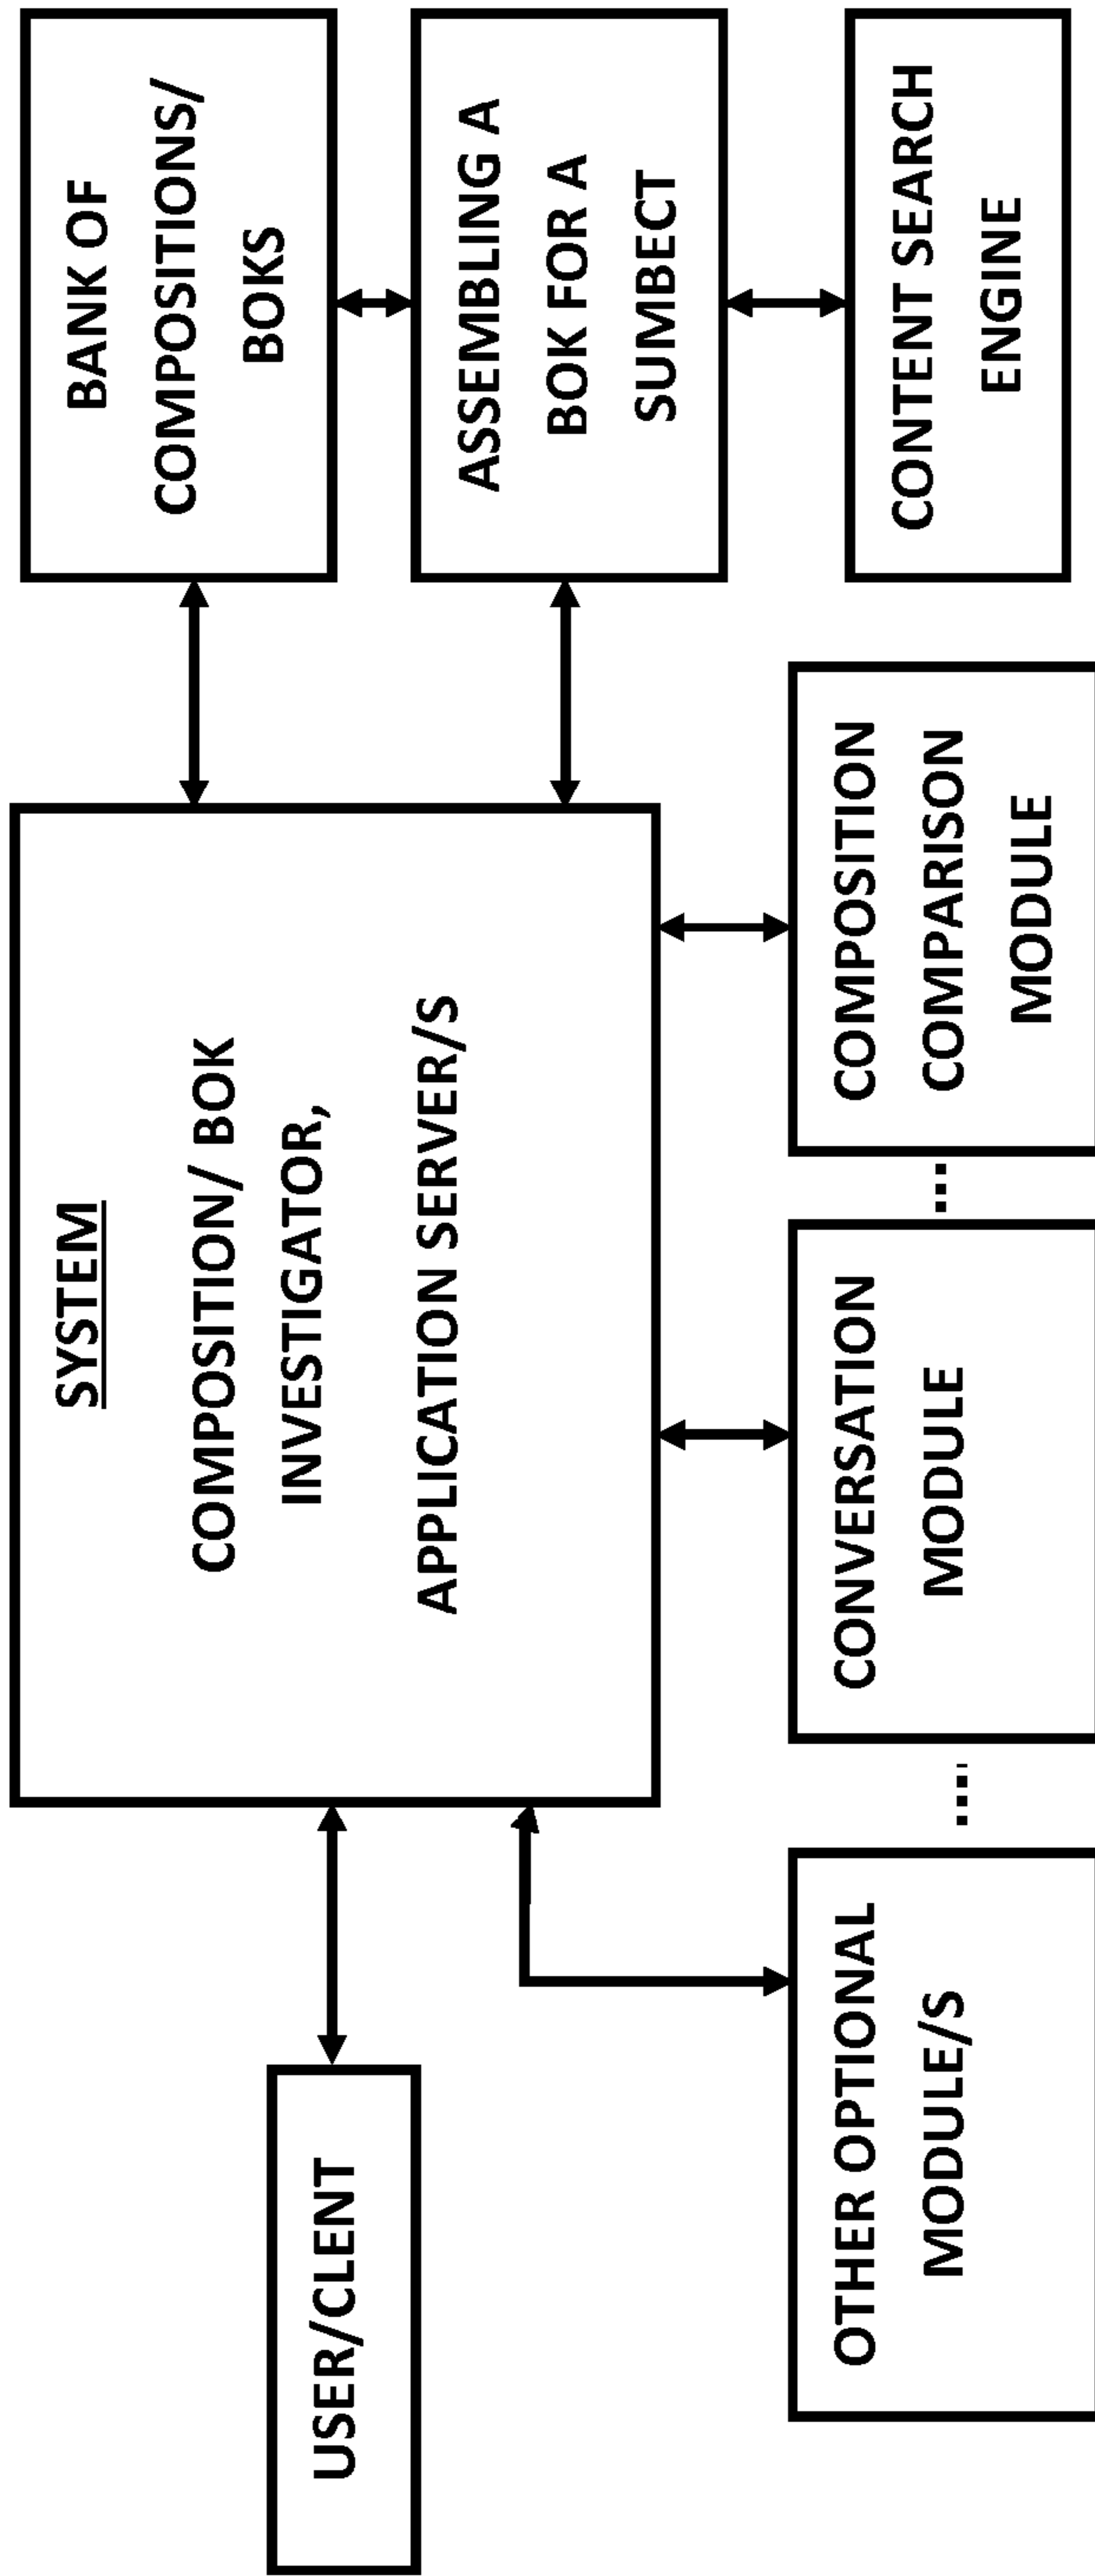 USER/CLENT
SYSTEM
COMPOSITION/ BOK
INVESTIGATOR,
APPLICATION SERVER/S
BANK OF
COMPOSITIONS/
BOKS
ASSEMBLING A
BOK FOR A
SUMBECT
CONTENT SEARCH
ENGINE
OTHER OPTIONAL
MODULE/S
....
CONVERSATION
MODULE
...
COMPOSITION
COMPARISON
MODULE